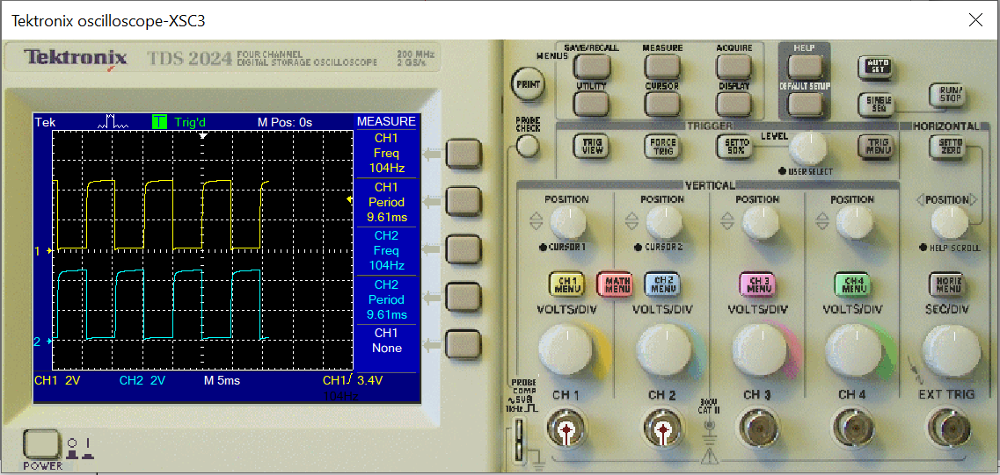 Tektronix oscilloscope-XSC3
Tektronix TDS 2024 FOUR CHANNEL DIGITAL STORAGE OSCILLOSCOPE 200 MHz 2 GS/s
Tek T Trig'd M Pos: 0s MEASURE
CH1
Freq
104Hz
CH1
Period
9.61ms
CH2
Freq
104Hz
CH2
Period
9.61ms
CH1
None
1
2
CH1 2V CH2 2V M 5ms CH1/ 3.4V
104Hz
POWER
MENUS
SAVE/RECALL MEASURE ACQUIRE
UTILITY CURSOR DISPLAY
HELP
DEFAULT SETUP
AUTO SET
SINGLE SEQ
RUN/STOP
PRINT
PROBE CHECK
TRIGGER
TRIG VIEW
FORCE TRIG
SET TO 50%
LEVEL
USER SELECT
TRIG MENU
HORIZONTAL
SET TO ZERO
VERTICAL
POSITION POSITION POSITION POSITION POSITION
CURSOR 1 CURSOR 2 HELP SCROLL
CH 1 MENU
MATH MENU
CH 2 MENU
CH 3 MENU
CH 4 MENU
HORIZ MENU
VOLTS/DIV VOLTS/DIV VOLTS/DIV VOLTS/DIV SEC/DIV
CH 1 CH 2 CH 3 CH 4 EXT TRIG
PROBE COMP
~5V@
1kHz
300V
CAT II